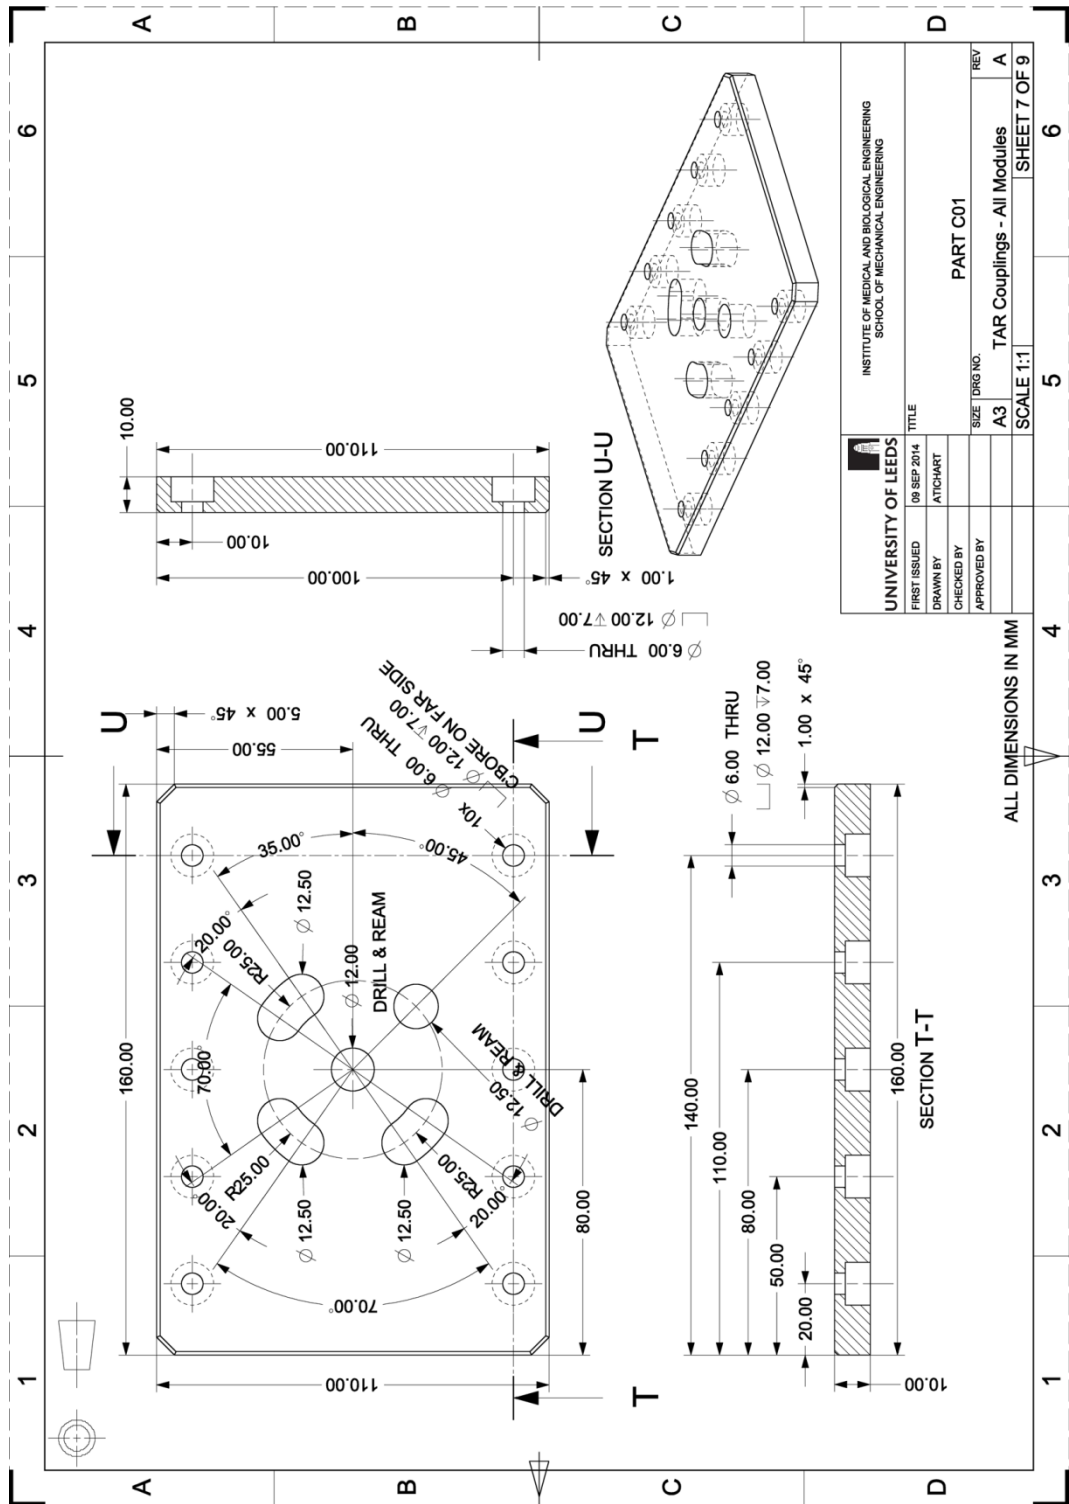 1 2 3 4 5 6
A
B
C
D
A
B
C
D
1 2 3 4 5 6
160.00
110.00
55.00
5.00 x 45°
U
U
T
T
35.00°
45.00°
20.00°
R25.00
Ø 12.50
70.00°
Ø 12.00
DRILL & REAM
10x Ø 6.00 THRU
⌴ Ø 12.00 ↧ 7.00
C'BORE ON FAR SIDE
20.00°
R25.00
Ø 12.50
Ø 12.50
R25.00
20.00°
70.00°
Ø 12.50
DRILL & REAM
80.00
10.00
110.00
10.00
100.00
1.00 x 45°
Ø 6.00 THRU
⌴ Ø 12.00 ↧ 7.00
SECTION U-U
140.00
110.00
80.00
50.00
20.00
Ø 6.00 THRU
⌴ Ø 12.00 ↧ 7.00
1.00 x 45°
10.00
160.00
SECTION T-T
ALL DIMENSIONS IN MM
UNIVERSITY OF LEEDS
INSTITUTE OF MEDICAL AND BIOLOGICAL ENGINEERING
SCHOOL OF MECHANICAL ENGINEERING
FIRST ISSUED 09 SEP 2014
DRAWN BY ATICHART
CHECKED BY
APPROVED BY
TITLE
PART C01
SIZE DRG NO. REV
A3 TAR Couplings - All Modules A
SCALE 1:1 SHEET 7 OF 9